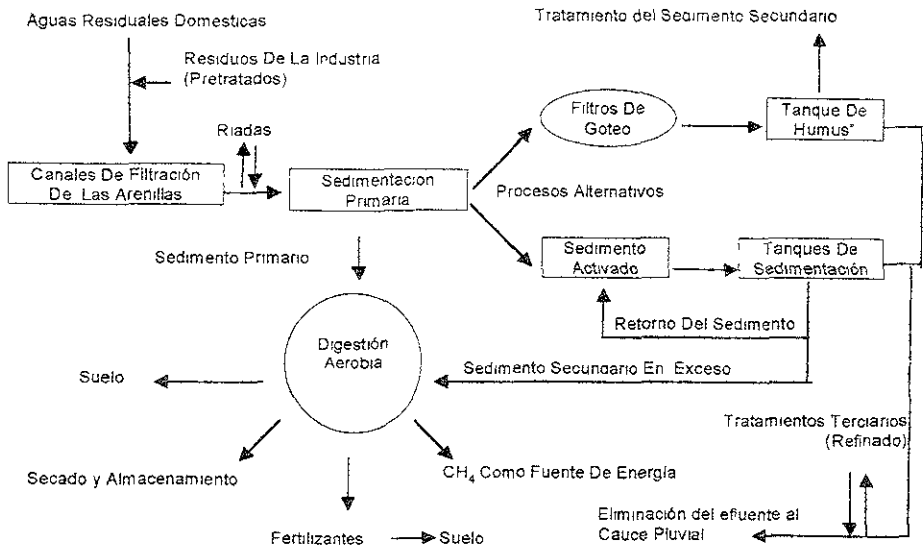 Aguas Residuales Domesticas
Tratamiento del Sedimento Secundario
Residuos De La Industria
(Pretratados)
Riadas
Filtros De
Goteo
Tanque De
Humus"
Canales De Filtración
De Las Arenillas
Sedimentacion
Primaria
Procesos Alternativos
Sedimento Primario
Sedimento
Activado
Tanques De
Sedimentación
Retorno Del Sedimento
Digestión
Aerobia
Sedimento Secundario En Exceso
Suelo
Tratamientos Terciarios
(Refinado)
Secado y Almacenamiento
CH₄ Como Fuente De Energía
Eliminación del efluente al
Cauce Pluvial
Fertilizantes
Suelo